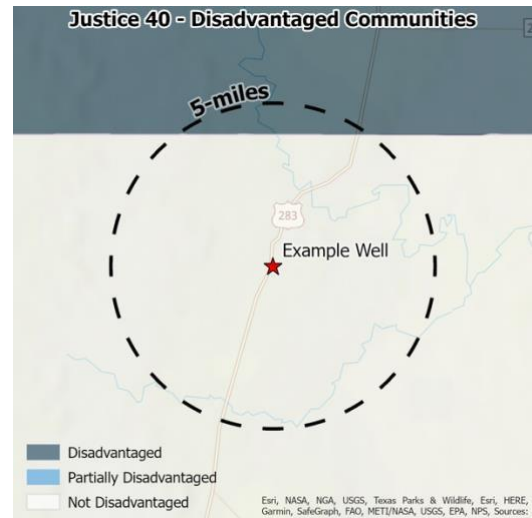 Justice 40 - Disadvantaged Communities
2
5-miles
283
Example Well
Disadvantaged
Partially Disadvantaged
Not Disadvantaged
Esri, NASA, NGA, USGS, Texas Parks & Wildlife, Esri, HERE,
Garmin, SafeGraph, FAO, METI/NASA, USGS, EPA, NPS, Sources: